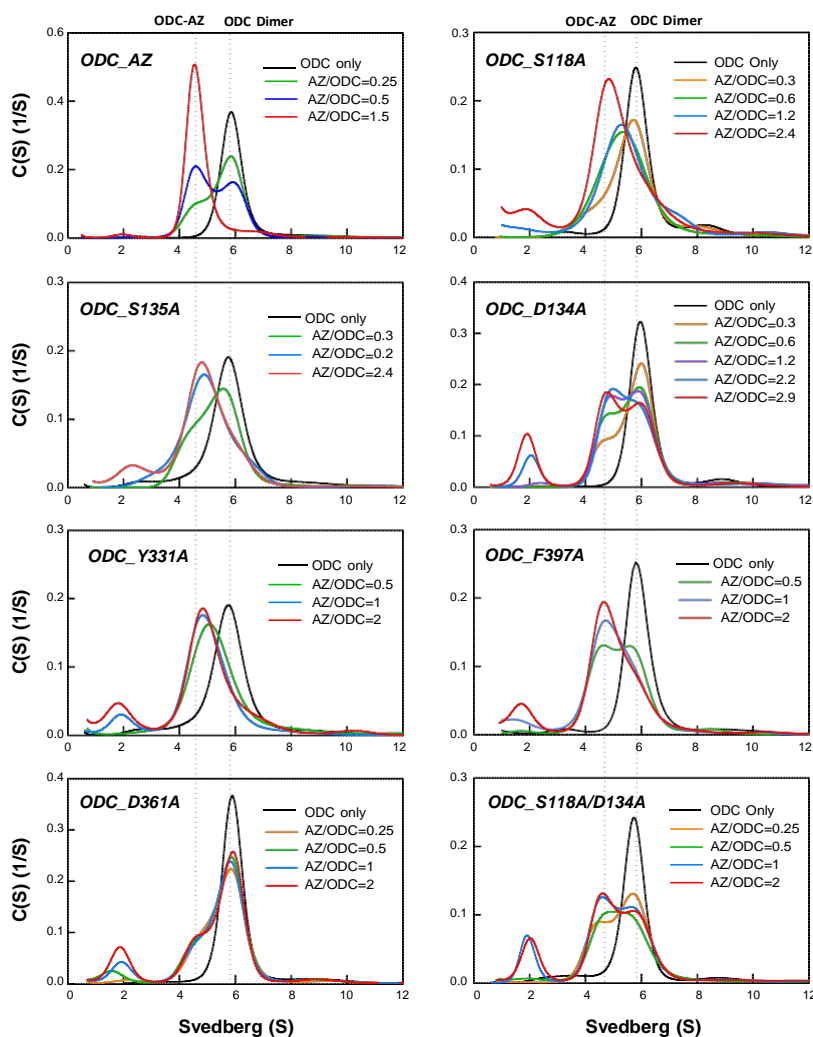 ODC-AZ ODC Dimer
ODC-AZ ODC Dimer
C(S) (1/S)
0.6
0.4
0.2
0.0
ODC_AZ
ODC only
AZ/ODC=0.25
AZ/ODC=0.5
AZ/ODC=1.5
0 2 4 6 8 10 12
C(S) (1/S)
0.3
0.2
0.1
0.0
ODC_S118A
ODC Only
AZ/ODC=0.3
AZ/ODC=0.6
AZ/ODC=1.2
AZ/ODC=2.4
0 2 4 6 8 10 12
C(S) (1/S)
0.3
0.2
0.1
0.0
ODC_S135A
ODC only
AZ/ODC=0.3
AZ/ODC=0.2
AZ/ODC=2.4
0 2 4 6 8 10 12
C(S) (1/S)
0.4
0.3
0.2
0.1
0.0
ODC_D134A
ODC only
AZ/ODC=0.3
AZ/ODC=0.6
AZ/ODC=1.2
AZ/ODC=2.2
AZ/ODC=2.9
0 2 4 6 8 10 12
C(S) (1/S)
0.3
0.2
0.1
0.0
ODC_Y331A
ODC only
AZ/ODC=0.5
AZ/ODC=1
AZ/ODC=2
0 2 4 6 8 10 12
C(S) (1/S)
0.3
0.2
0.1
0.0
ODC_F397A
ODC only
AZ/ODC=0.5
AZ/ODC=1
AZ/ODC=2
0 2 4 6 8 10 12
C(S) (1/S)
0.4
0.3
0.2
0.1
0.0
ODC_D361A
ODC only
AZ/ODC=0.25
AZ/ODC=0.5
AZ/ODC=1
AZ/ODC=2
0 2 4 6 8 10 12
Svedberg (S)
C(S) (1/S)
0.3
0.2
0.1
0.0
ODC_S118A/D134A
ODC Only
AZ/ODC=0.25
AZ/ODC=0.5
AZ/ODC=1
AZ/ODC=2
0 2 4 6 8 10 12
Svedberg (S)